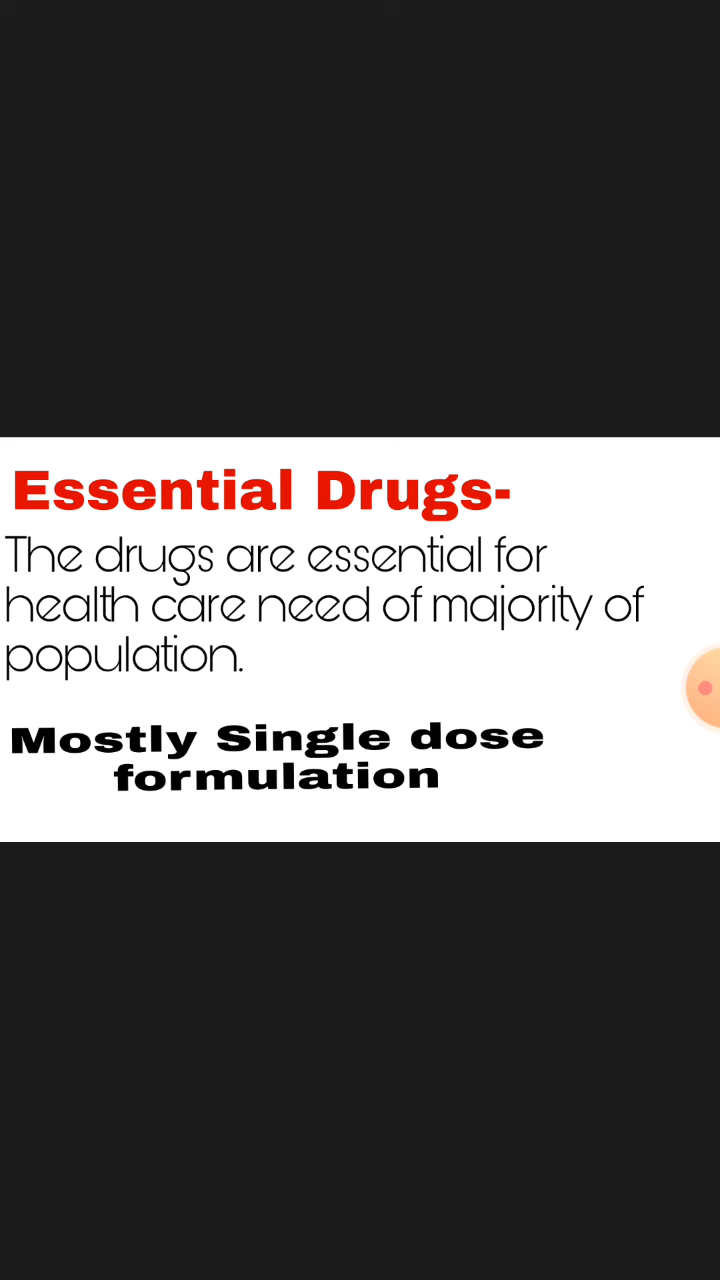 Essential Drugs-
The drugs are essential for
health care need of majority of
population.
Mostly Single dose
formulation